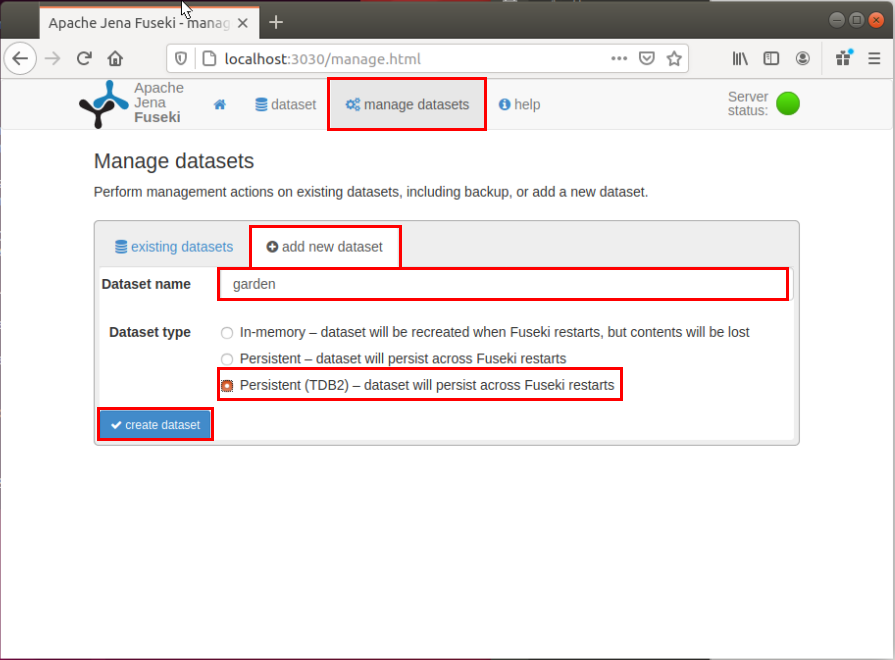 Apache Jena Fuseki - manag
localhost:3030/manage.html
Apache
Jena
Fuseki
dataset
manage datasets
help
Server
status:
Manage datasets
Perform management actions on existing datasets, including backup, or add a new dataset.
existing datasets
add new dataset
Dataset name
garden
Dataset type
In-memory – dataset will be recreated when Fuseki restarts, but contents will be lost
Persistent – dataset will persist across Fuseki restarts
Persistent (TDB2) – dataset will persist across Fuseki restarts
create dataset